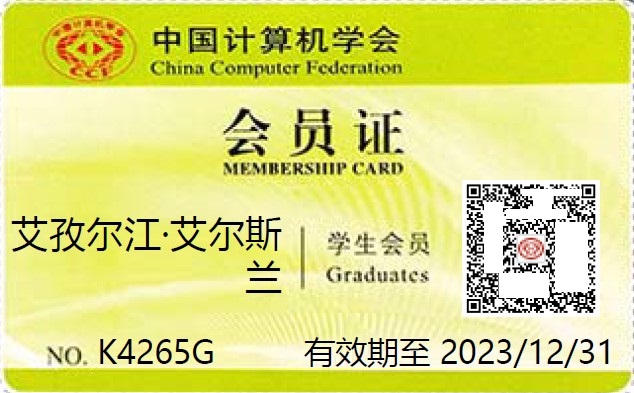 中国计算机学会
China Computer Federation
会员证
MEMBERSHIP CARD
艾孜尔江·艾尔斯
兰
学生会员
Graduates
NO. K4265G
有效期至 2023/12/31